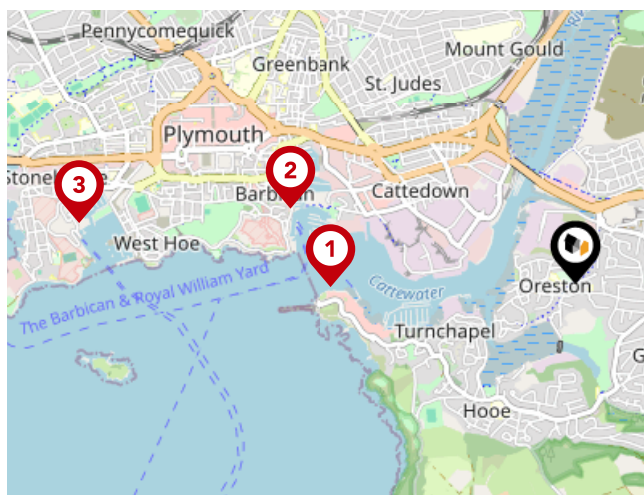 Pennycomequick
Mount Gould
Greenbank
St. Judes
Plymouth
2
3
Barbican
Cattedown
West Hoe
1
The Barbican & Royal William Yard
Cattewater
Oreston
Turnchapel
Hooe
G